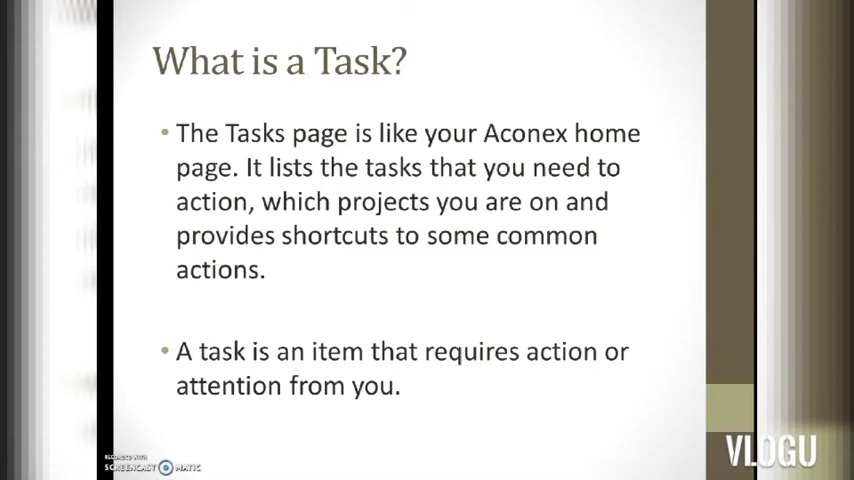 What is a Task?
• The Tasks page is like your Aconex home
page. It lists the tasks that you need to
action, which projects you are on and
provides shortcuts to some common
actions.
• A task is an item that requires action or
attention from you.
RECORDED WITH
SCREENCAST MATIC
VLOGU